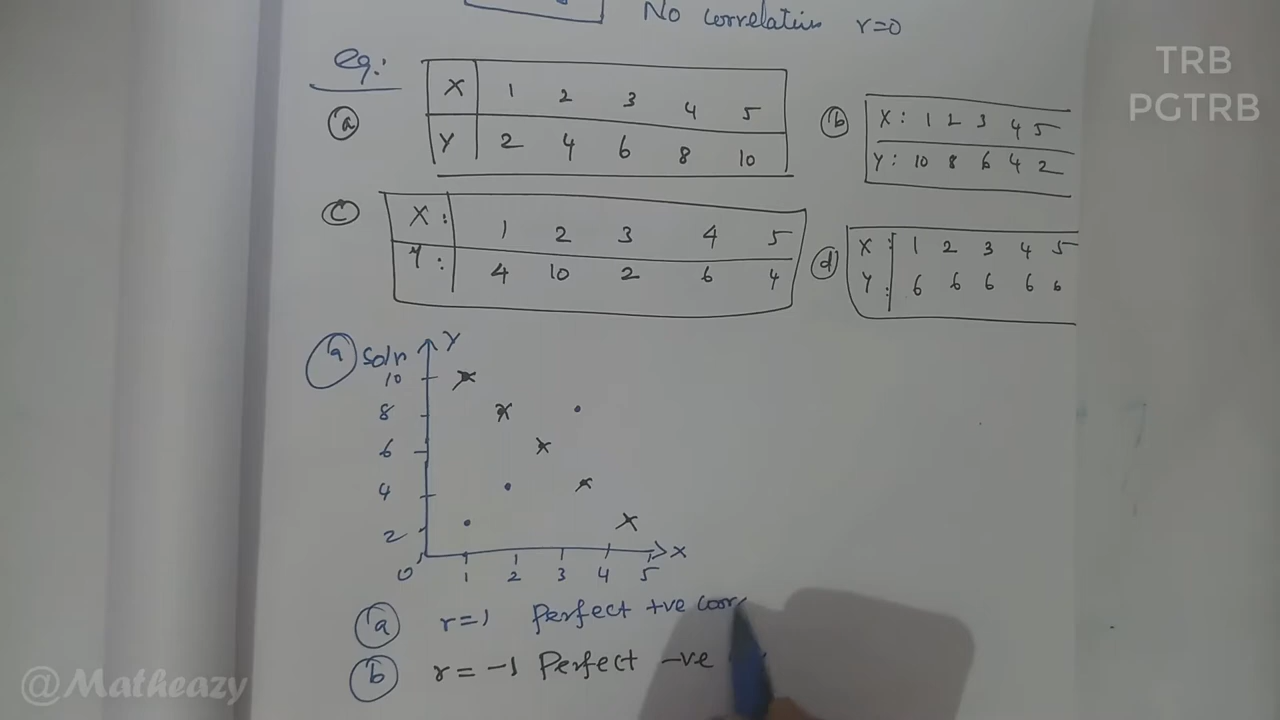 No correlation r=0
TRB
PGTRB
eg:
(a)
X 1 2 3 4 5
Y 2 4 6 8 10
(b)
X: 1 2 3 4 5
Y: 10 8 6 4 2
(c)
X: 1 2 3 4 5
Y: 4 10 2 6 4
(d)
X: 1 2 3 4 5
Y: 6 6 6 6 6
(a) Soln
Y
10
8
6
4
2
0 1 2 3 4 5 X
(a) r=1 Perfect +ve corr
(b) r=-1 Perfect -ve
@Matheazy